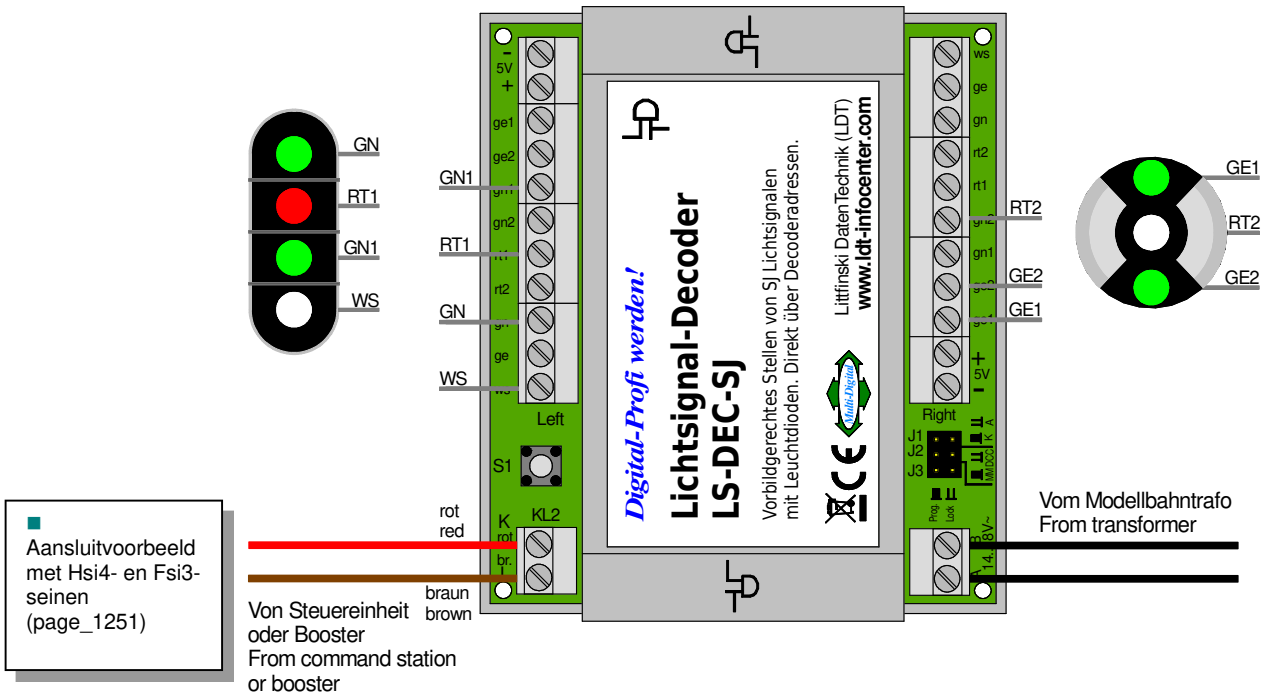 GN
RT1
GN1
WS
GN1
RT1
GN
WS
-
5V
+
ge1
ge2
gn1
gn2
rt1
rt2
gn
ge
ws
Left
S1
KL2
K
rot
br.
rot
red
braun
brown
Von Steuereinheit
oder Booster
From command station
or booster
■
Aansluitvoorbeeld
met Hsi4- en Fsi3-
seinen
(page_1251)
Digital-Profi werden!
Lichtsignal-Decoder
LS-DEC-SJ
Vorbildgerechtes Stellen von SJ Lichtsignalen
mit Leuchtdioden. Direkt über Decoderadressen.
Littfinski DatenTechnik (LDT)
www.ldt-infocenter.com
Multi-Digital
CE
ws
ge
gn
rt2
rt1
gn2
gn1
ge2
ge1
+
5V
-
Right
J1
J2
J3
K A
MM DCC
Prog.
Lock
B
14...18V~
A
RT2
GE2
GE1
GE1
RT2
GE2
Vom Modellbahntrafo
From transformer